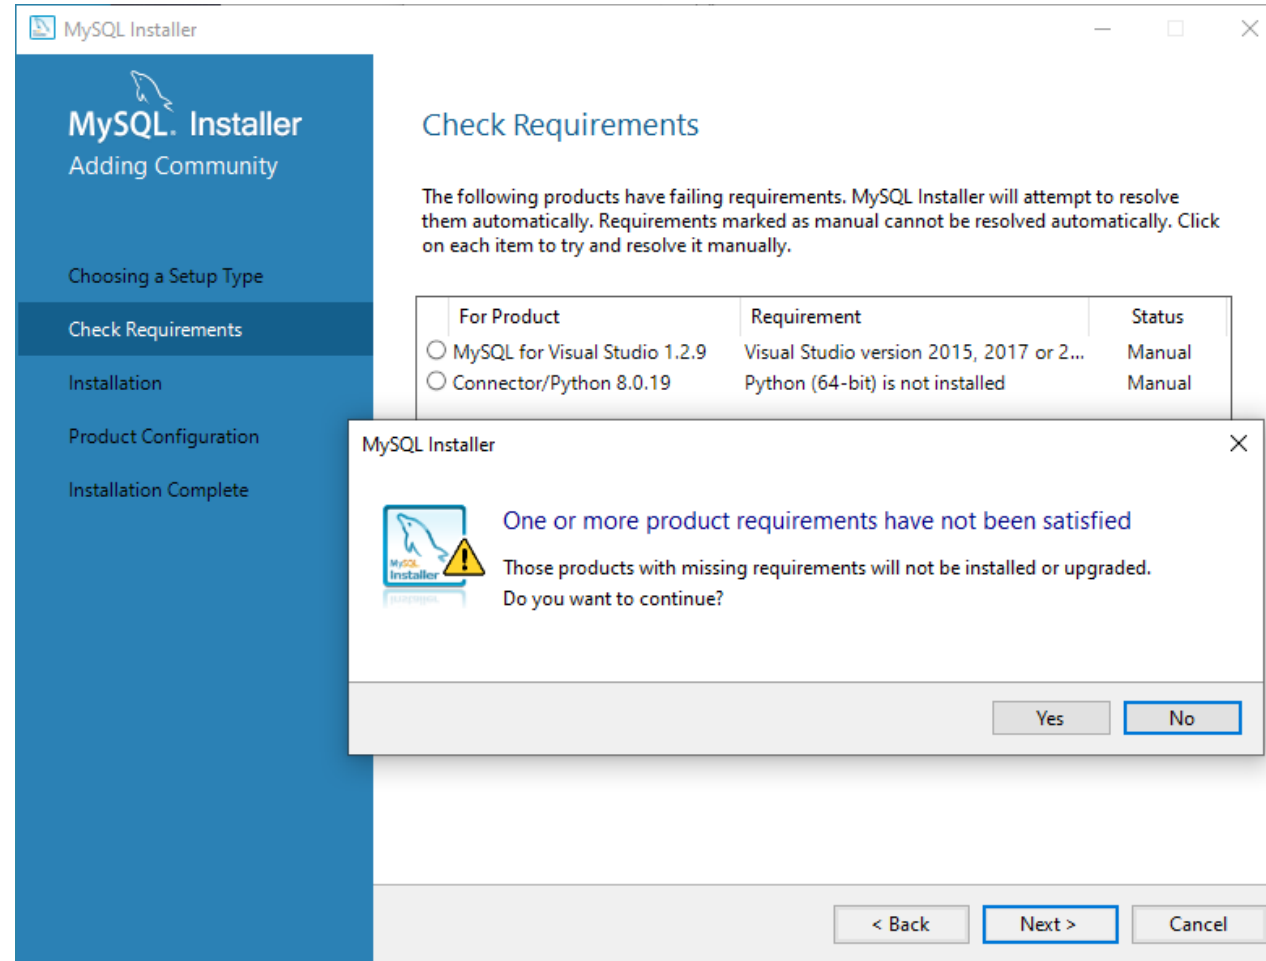 MySQL Installer
MySQL. Installer
Adding Community
Choosing a Setup Type
Check Requirements
Installation
Product Configuration
Installation Complete
Check Requirements
The following products have failing requirements. MySQL Installer will attempt to resolve
them automatically. Requirements marked as manual cannot be resolved automatically. Click
on each item to try and resolve it manually.
For Product Requirement Status
MySQL for Visual Studio 1.2.9 Visual Studio version 2015, 2017 or 2... Manual
Connector/Python 8.0.19 Python (64-bit) is not installed Manual
MySQL Installer
MySQL
Installer
One or more product requirements have not been satisfied
Those products with missing requirements will not be installed or upgraded.
Do you want to continue?
Yes No
< Back Next > Cancel